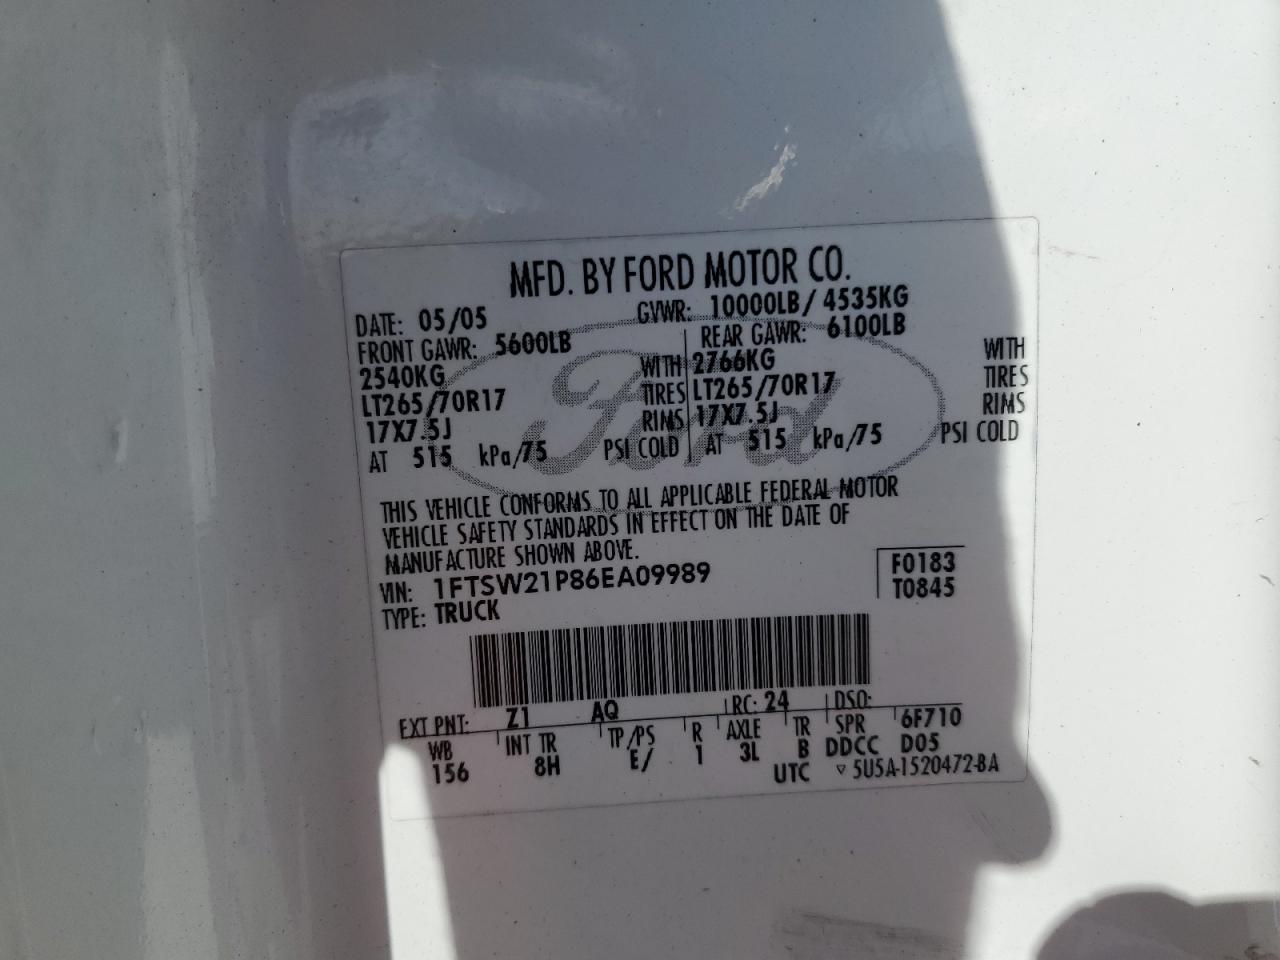 MFD. BY FORD MOTOR CO.
DATE: 05/05 GVWR: 10000LB/ 4535KG
FRONT GAWR: 5600LB REAR GAWR: 6100LB
2540KG WITH 2766KG WITH
LT265/70R17 TIRES LT265/70R17 TIRES
17X7.5J RIMS 17X7.5J RIMS
AT 515 kPa/75 PSI COLD AT 515 kPa/75 PSI COLD
Ford
THIS VEHICLE CONFORMS TO ALL APPLICABLE FEDERAL MOTOR
VEHICLE SAFETY STANDARDS IN EFFECT ON THE DATE OF
MANUFACTURE SHOWN ABOVE.
VIN: 1FTSW21P86EA09989 F0183
TYPE: TRUCK T0845
EXT PNT: Z1 AQ RC: 24 DSO:
WB INT TR TP/PS R AXLE TR SPR 6F710
156 8H E/ 1 3L B DDCC D05
UTC ▽ 5U5A-1520472-BA